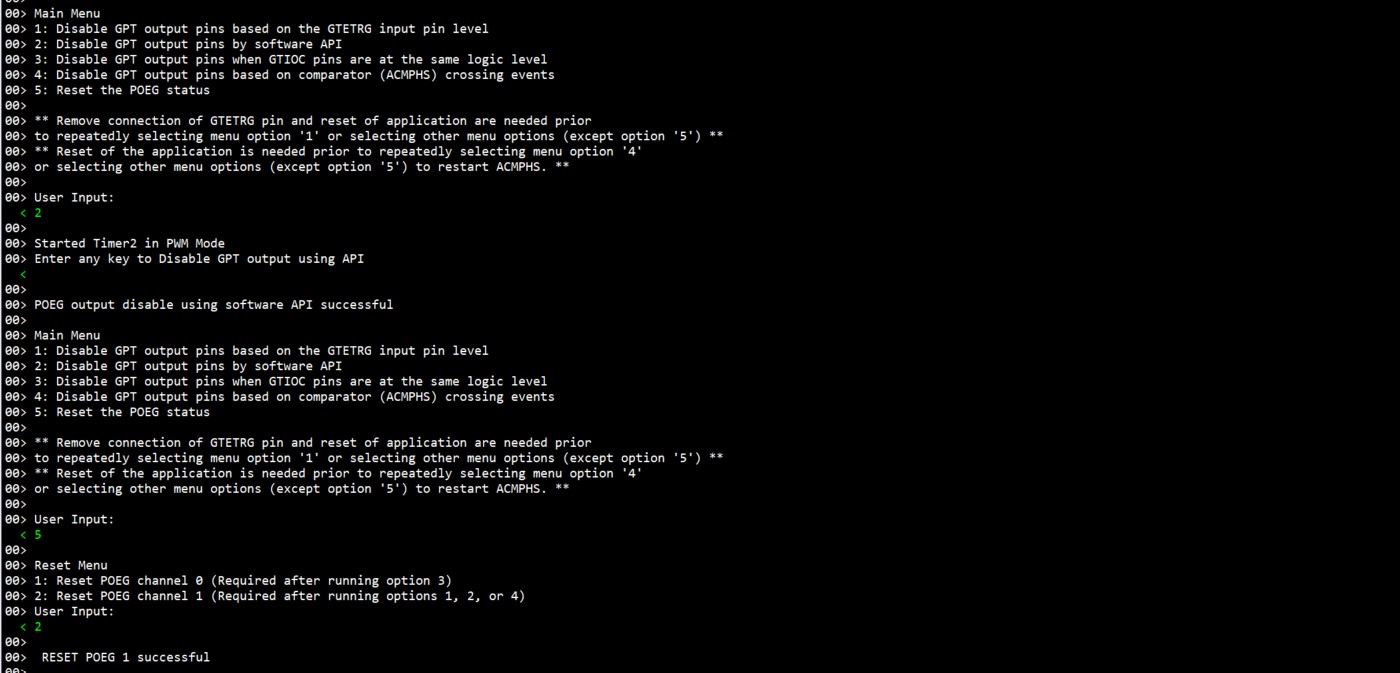 00> Main Menu
00> 1: Disable GPT output pins based on the GTETRG input pin level
00> 2: Disable GPT output pins by software API
00> 3: Disable GPT output pins when GTIOC pins are at the same logic level
00> 4: Disable GPT output pins based on comparator (ACMPHS) crossing events
00> 5: Reset the POEG status
00>
00> ** Remove connection of GTETRG pin and reset of application are needed prior
00> to repeatedly selecting menu option '1' or selecting other menu options (except option '5') **
00> ** Reset of the application is needed prior to repeatedly selecting menu option '4'
00> or selecting other menu options (except option '5') to restart ACMPHS. **
00>
00> User Input:
< 2
00>
00> Started Timer2 in PWM Mode
00> Enter any key to Disable GPT output using API
<
00>
00> POEG output disable using software API successful
00>
00> Main Menu
00> 1: Disable GPT output pins based on the GTETRG input pin level
00> 2: Disable GPT output pins by software API
00> 3: Disable GPT output pins when GTIOC pins are at the same logic level
00> 4: Disable GPT output pins based on comparator (ACMPHS) crossing events
00> 5: Reset the POEG status
00>
00> ** Remove connection of GTETRG pin and reset of application are needed prior
00> to repeatedly selecting menu option '1' or selecting other menu options (except option '5') **
00> ** Reset of the application is needed prior to repeatedly selecting menu option '4'
00> or selecting other menu options (except option '5') to restart ACMPHS. **
00>
00> User Input:
< 5
00>
00> Reset Menu
00> 1: Reset POEG channel 0 (Required after running option 3)
00> 2: Reset POEG channel 1 (Required after running options 1, 2, or 4)
00> User Input:
< 2
00>
00> RESET POEG 1 successful
00>